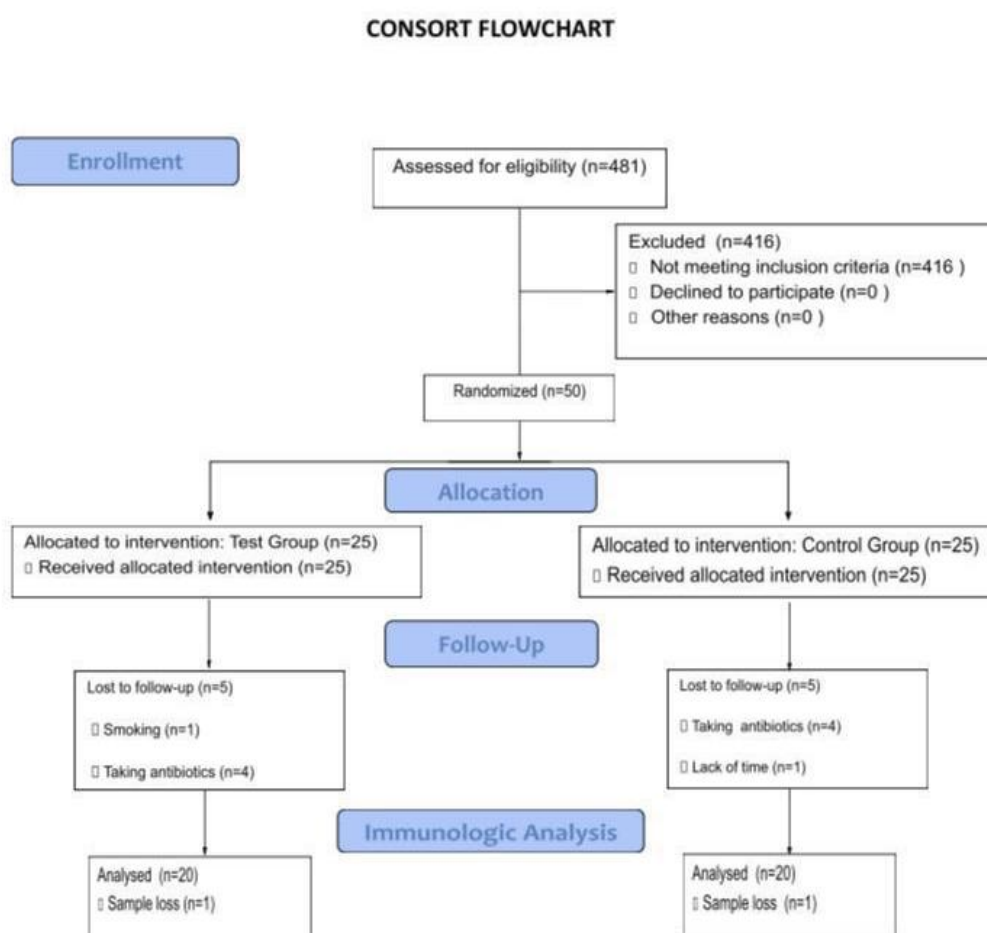 CONSORT FLOWCHART
Enrollment
Assessed for eligibility (n=481)
Excluded (n=416)
▯ Not meeting inclusion criteria (n=416 )
▯ Declined to participate (n=0 )
▯ Other reasons (n=0 )
Randomized (n=50)
Allocation
Allocated to intervention: Test Group (n=25)
▯ Received allocated intervention (n=25)
Allocated to intervention: Control Group (n=25)
▯ Received allocated intervention (n=25)
Follow-Up
Lost to follow-up (n=5)
▯ Smoking (n=1)
▯ Taking antibiotics (n=4)
Lost to follow-up (n=5)
▯ Taking antibiotics (n=4)
▯ Lack of time (n=1)
Immunologic Analysis
Analysed (n=20)
▯ Sample loss (n=1)
Analysed (n=20)
▯ Sample loss (n=1)